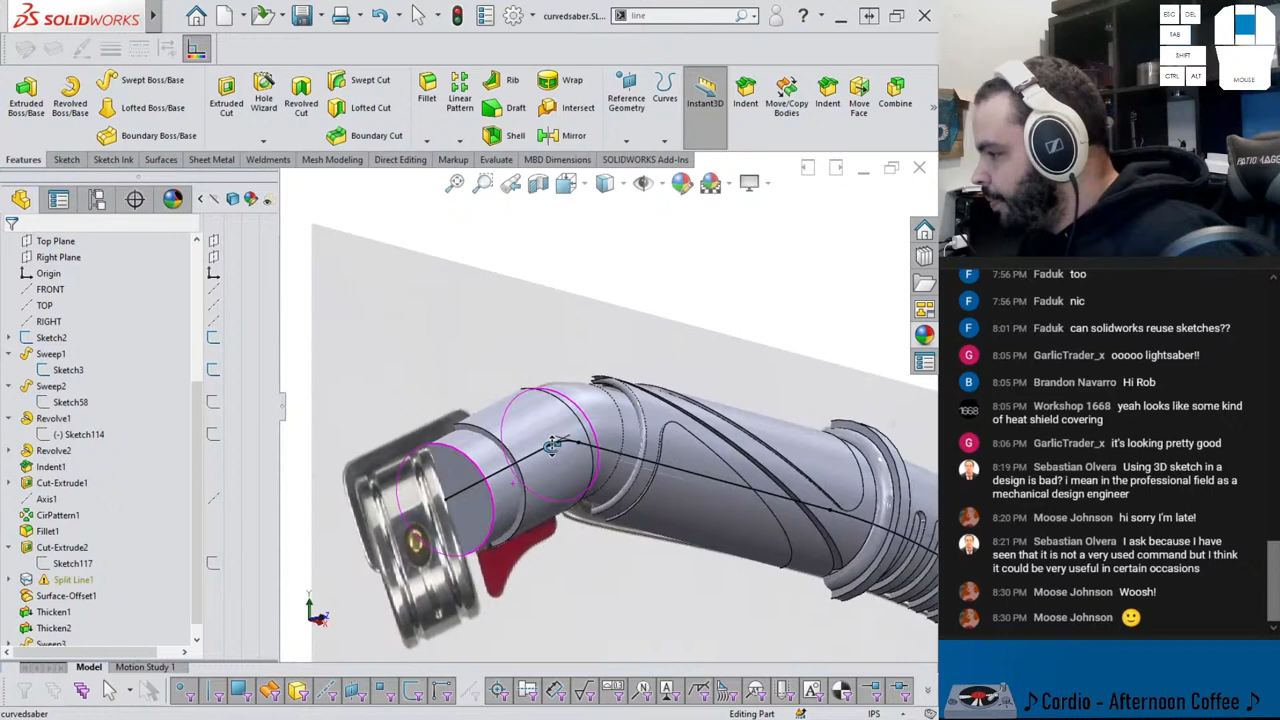 SOLIDWORKS
curvedsaber.SL...
line
Extruded Boss/Base
Revolved Boss/Base
Swept Boss/Base
Lofted Boss/Base
Boundary Boss/Base
Extruded Cut
Hole Wizard
Revolved Cut
Swept Cut
Lofted Cut
Boundary Cut
Fillet
Linear Pattern
Rib
Draft
Shell
Wrap
Intersect
Mirror
Reference Geometry
Curves
Instant3D
Indent
Move/Copy Bodies
Indent
Move Face
Combine
Features
Sketch
Sketch Ink
Surfaces
Sheet Metal
Weldments
Mesh Modeling
Direct Editing
Markup
Evaluate
MBD Dimensions
SOLIDWORKS Add-Ins
Top Plane
Right Plane
Origin
FRONT
TOP
RIGHT
Sketch2
Sweep1
Sketch3
Sweep2
Sketch58
Revolve1
(-) Sketch114
Revolve2
Indent1
Cut-Extrude1
Axis1
CirPattern1
Fillet1
Cut-Extrude2
Sketch117
Split Line1
Surface-Offset1
Thicken1
Thicken2
Sweep3
Model
Motion Study 1
curvedsaber
Editing Part
IPS
ESC
DEL
TAB
SHIFT
CTRL
ALT
MOUSE
F 7:56 PM Faduk too
F 7:56 PM Faduk nic
F 8:01 PM Faduk can solidworks reuse sketches??
G 8:05 PM GarlicTrader_x ooooo lightsaber!!
B 8:05 PM Brandon Navarro Hi Rob
1668 8:05 PM Workshop 1668 yeah looks like some kind
of heat shield covering
G 8:06 PM GarlicTrader_x it's looking pretty good
8:19 PM Sebastian Olvera Using 3D sketch in a
design is bad? i mean in the professional field as a
mechanical design engineer
8:20 PM Moose Johnson hi sorry I'm late!
8:21 PM Sebastian Olvera I ask because I have
seen that it is not a very used command but I think
it could be very useful in certain occasions
8:30 PM Moose Johnson Woosh!
8:30 PM Moose Johnson 🙂
♪ Cordio - Afternoon Coffee ♪